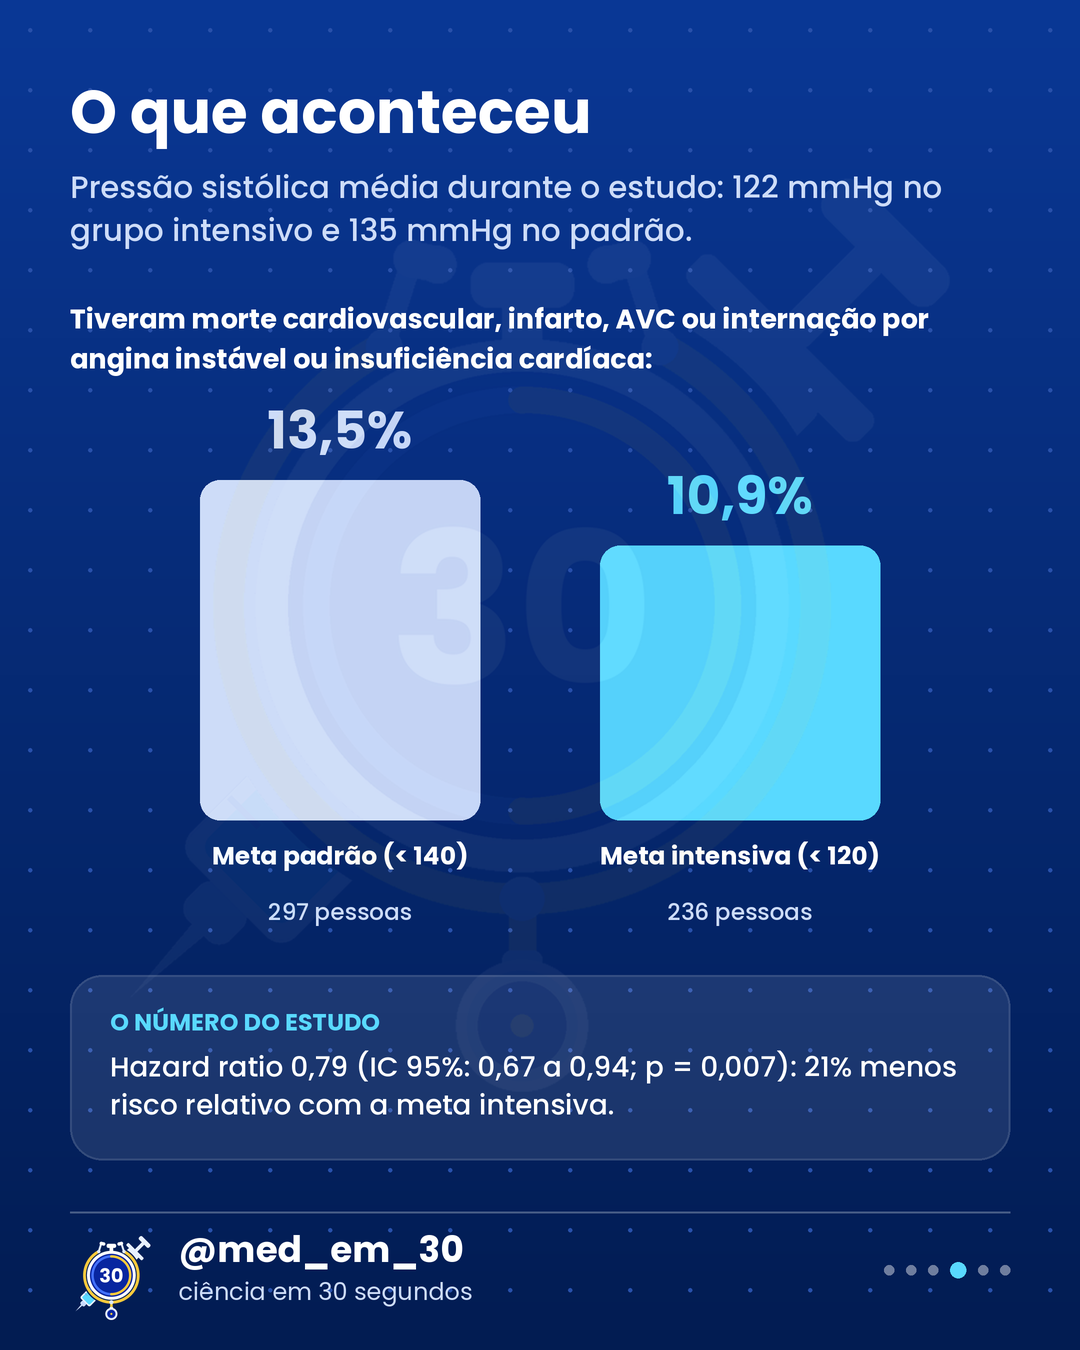 O que aconteceu
Pressão sistólica média durante o estudo: 122 mmHg no
grupo intensivo e 135 mmHg no padrão.
Tiveram morte cardiovascular, infarto, AVC ou internação por
angina instável ou insuficiência cardíaca:
13,5%
10,9%
30
Meta padrão (< 140)
Meta intensiva (< 120)
297 pessoas
236 pessoas
O NÚMERO DO ESTUDO
Hazard ratio 0,79 (IC 95%: 0,67 a 0,94; p = 0,007): 21% menos
risco relativo com a meta intensiva.
30
@med_em_30
ciência em 30 segundos